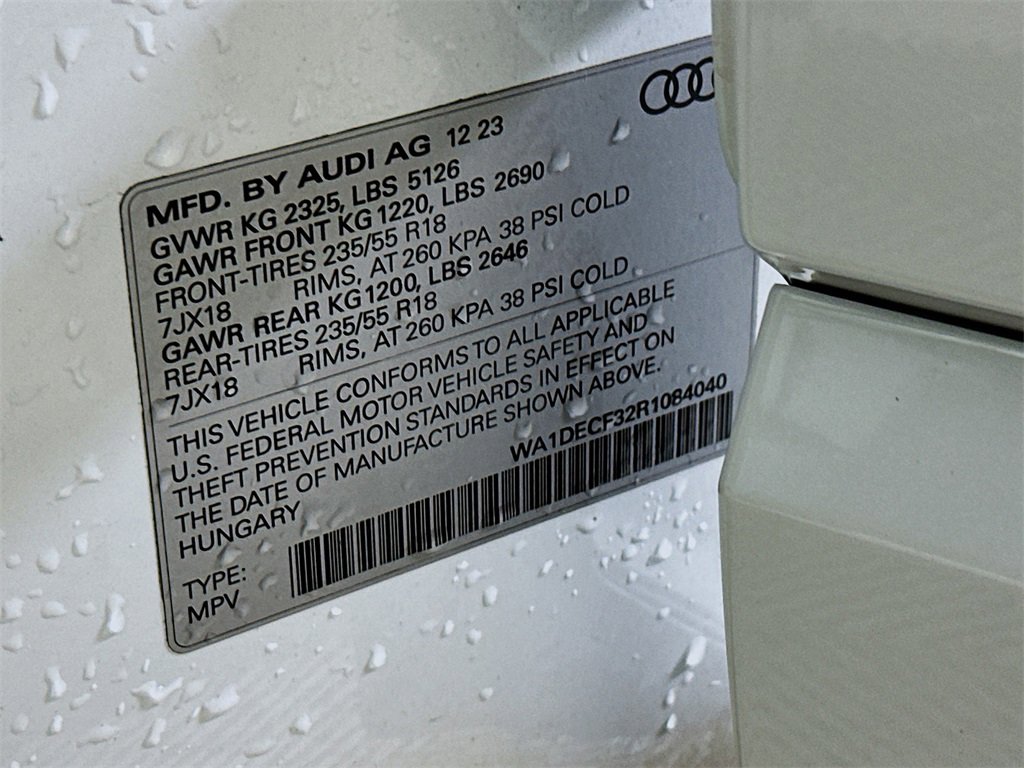 MFD. BY AUDI AG 12 23
GVWR KG 2325, LBS 5126
GAWR FRONT KG 1220, LBS 2690
FRONT-TIRES 235/55 R18
7JX18 RIMS, AT 260 KPA 38 PSI COLD
GAWR REAR KG 1200, LBS 2646
REAR-TIRES 235/55 R18
7JX18 RIMS, AT 260 KPA 38 PSI COLD
THIS VEHICLE CONFORMS TO ALL APPLICABLE
U.S. FEDERAL MOTOR VEHICLE SAFETY AND
THEFT PREVENTION STANDARDS IN EFFECT ON
THE DATE OF MANUFACTURE SHOWN ABOVE.
HUNGARY
WA1DECF32R1084040
TYPE:
MPV